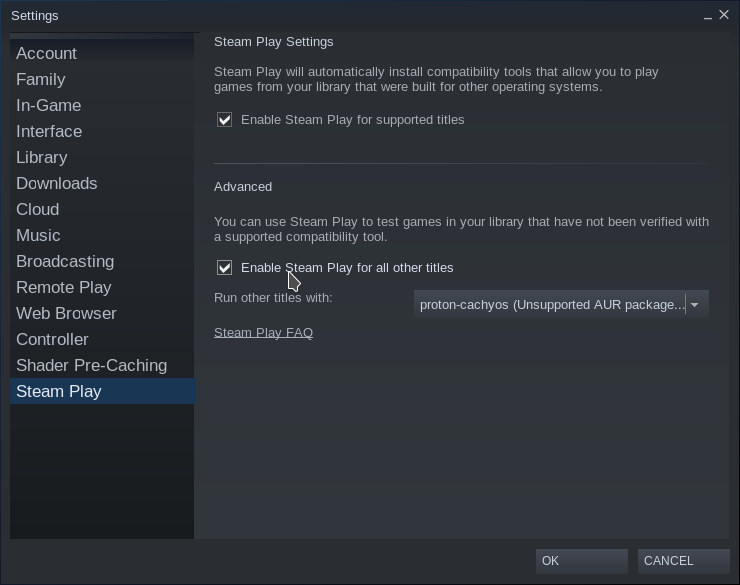 Settings
Account
Family
In-Game
Interface
Library
Downloads
Cloud
Music
Broadcasting
Remote Play
Web Browser
Controller
Shader Pre-Caching
Steam Play
Steam Play Settings
Steam Play will automatically install compatibility tools that allow you to play
games from your library that were built for other operating systems.
Enable Steam Play for supported titles
Advanced
You can use Steam Play to test games in your library that have not been verified with
a supported compatibility tool.
Enable Steam Play for all other titles
Run other titles with:
proton-cachyos (Unsupported AUR package...
Steam Play FAQ
OK
CANCEL